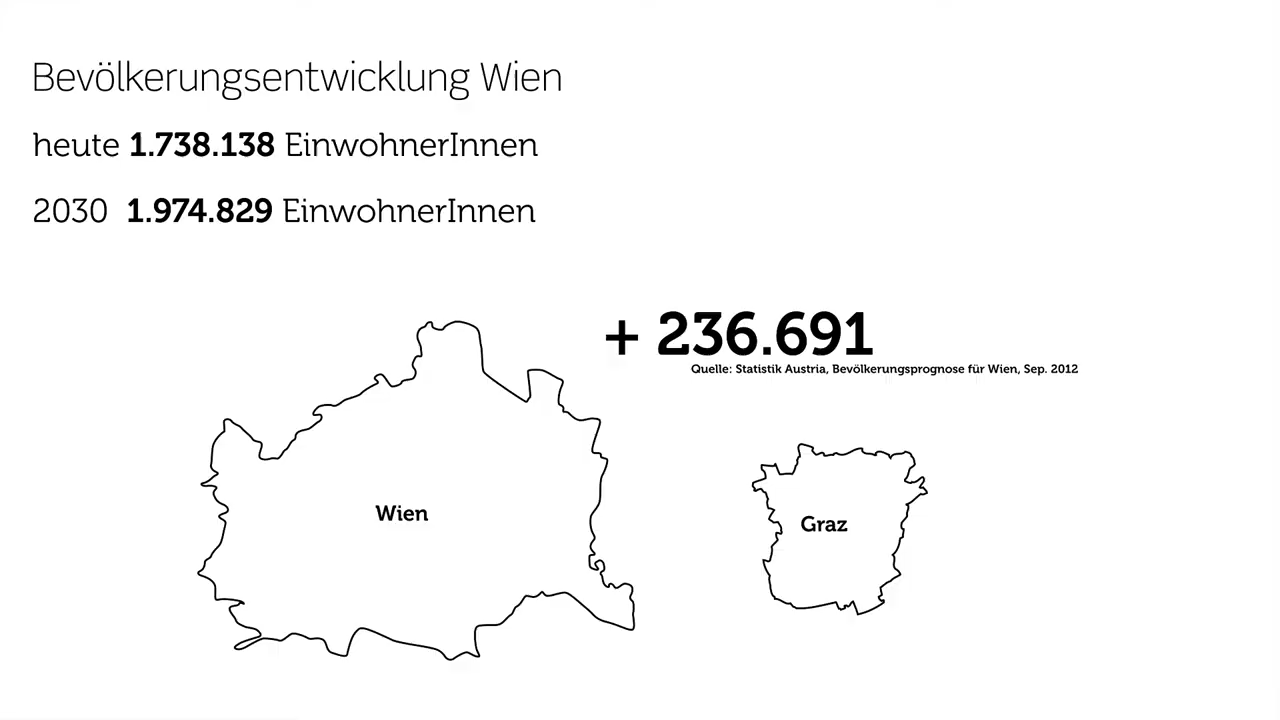 Bevölkerungsentwicklung Wien
heute 1.738.138 EinwohnerInnen
2030 1.974.829 EinwohnerInnen
+ 236.691
Quelle: Statistik Austria, Bevölkerungsprognose für Wien, Sep. 2012
Wien
Graz